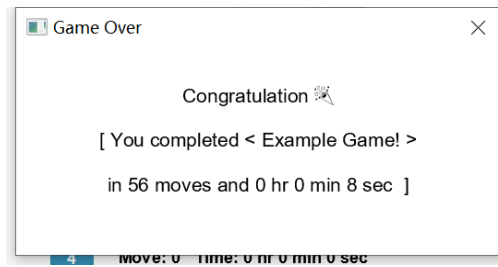 Game Over
Congratulation 🎉
[ You completed < Example Game! >
in 56 moves and 0 hr 0 min 8 sec ]
4 Move: 0 Time: 0 hr 0 min 0 sec